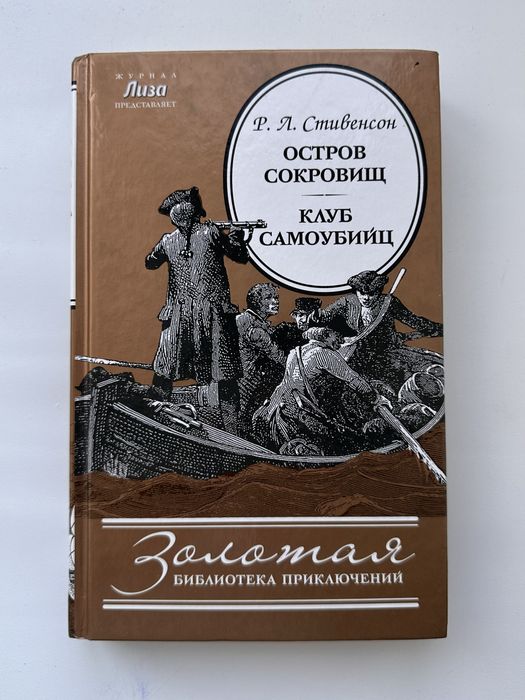 ЖУРНАЛ
Лиза
ПРЕДСТАВЛЯЕТ
Р. Л. Стивенсон
ОСТРОВ
СОКРОВИЩ
КЛУБ
САМОУБИЙЦ
Золотая
БИБЛИОТЕКА ПРИКЛЮЧЕНИЙ